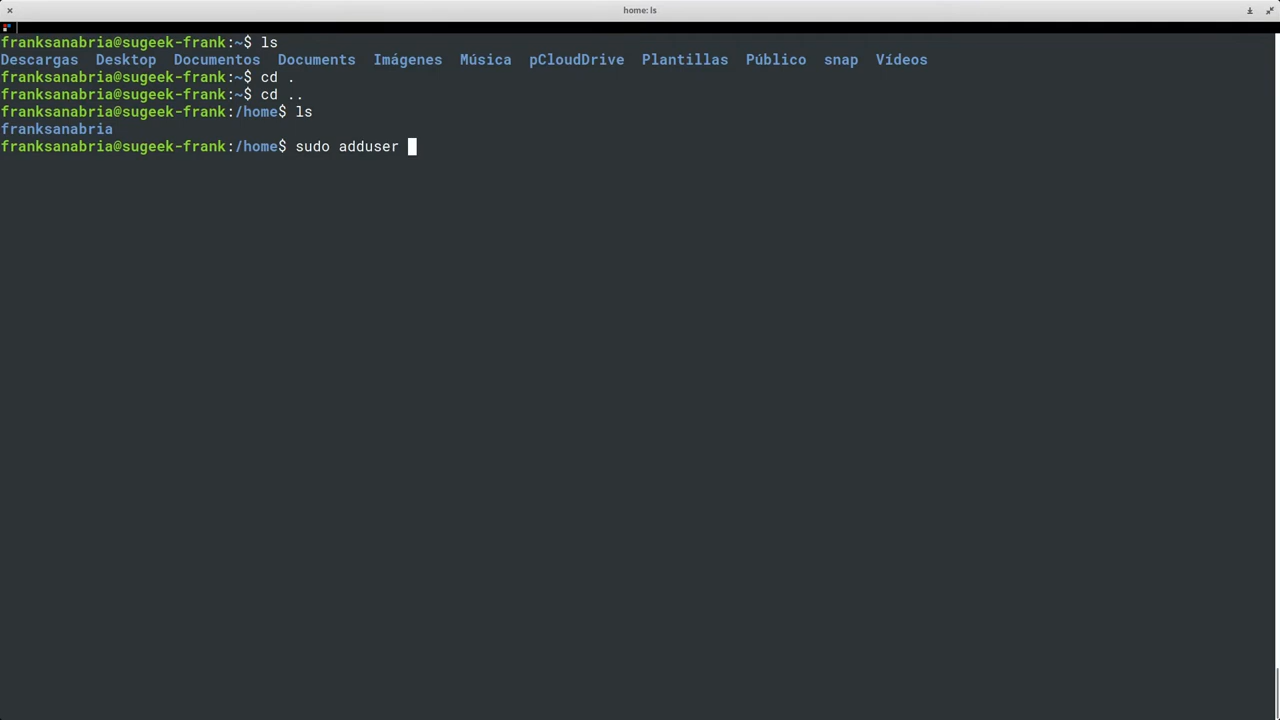 home: ls
franksanabria@sugeek-frank:~$ ls
Descargas Desktop Documentos Documents Imágenes Música pCloudDrive Plantillas Público snap Vídeos
franksanabria@sugeek-frank:~$ cd .
franksanabria@sugeek-frank:~$ cd ..
franksanabria@sugeek-frank:/home$ ls
franksanabria
franksanabria@sugeek-frank:/home$ sudo adduser